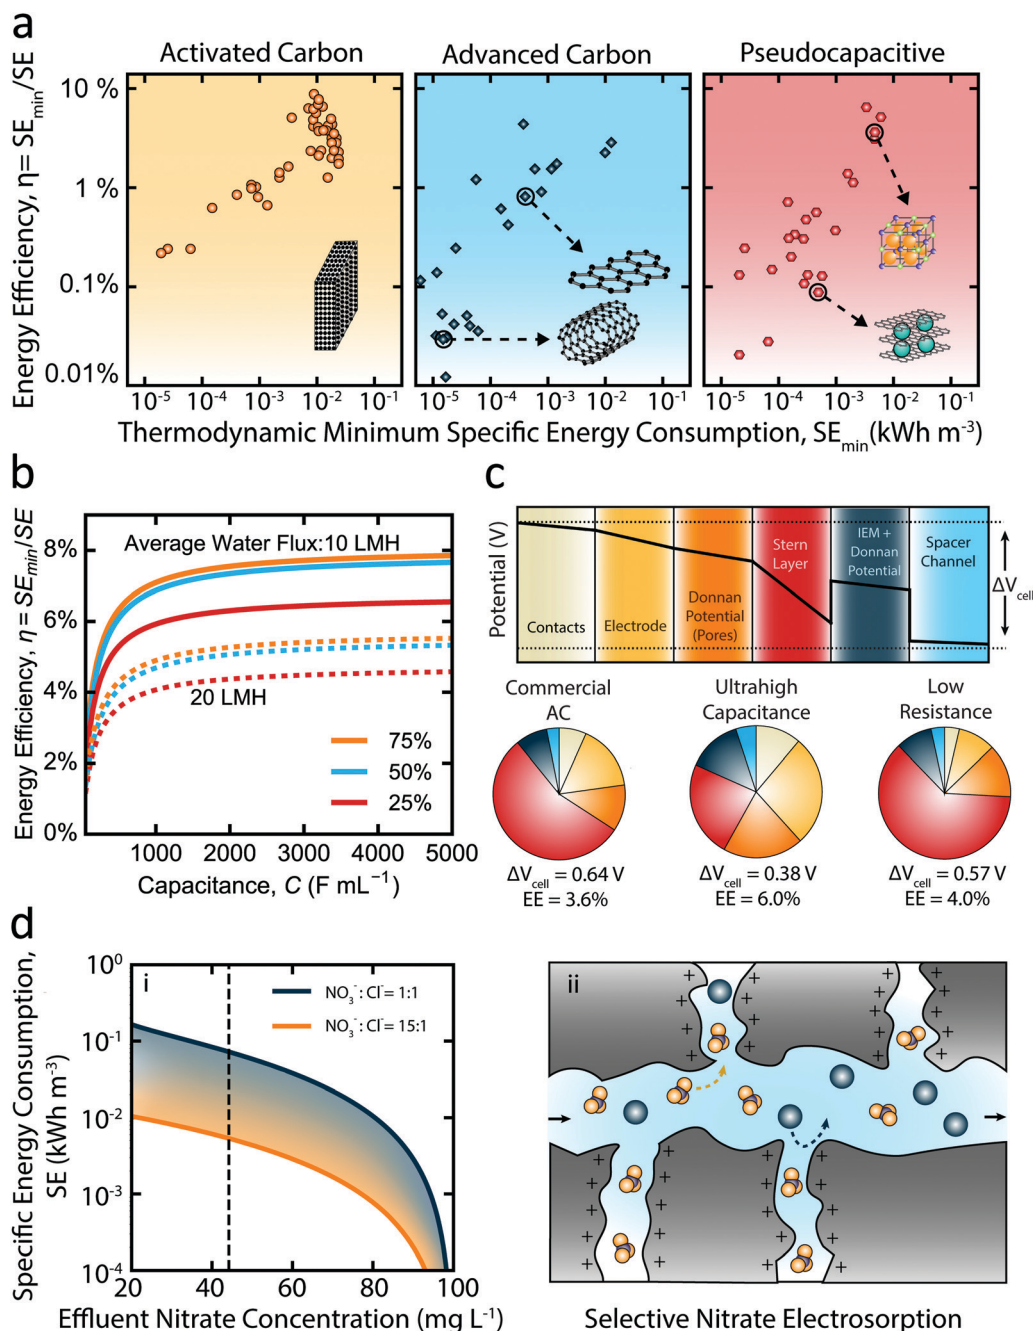 a
Activated Carbon
Advanced Carbon
Pseudocapacitive
Energy Efficiency, η= SE_min/SE
10 %
1 %
0.1%
0.01%
10⁻⁵ 10⁻⁴ 10⁻³ 10⁻² 10⁻¹
10⁻⁵ 10⁻⁴ 10⁻³ 10⁻² 10⁻¹
10⁻⁵ 10⁻⁴ 10⁻³ 10⁻² 10⁻¹
Thermodynamic Minimum Specific Energy Consumption, SE_min(kWh m⁻³)
b
Energy Efficiency, η = SE_min/SE
8%
6%
4%
2%
0%
Average Water Flux:10 LMH
20 LMH
75%
50%
25%
1000 2000 3000 4000 5000
Capacitance, C (F mL⁻¹)
c
Potential (V)
Contacts
Electrode
Donnan
Potential
(Pores)
Stern
Layer
IEM +
Donnan
Potential
Spacer
Channel
ΔV_cell
Commercial
AC
ΔV_cell = 0.64 V
EE = 3.6%
Ultrahigh
Capacitance
ΔV_cell = 0.38 V
EE = 6.0%
Low
Resistance
ΔV_cell = 0.57 V
EE = 4.0%
d
Specific Energy Consumption,
SE (kWh m⁻³)
10⁰
10⁻¹
10⁻²
10⁻³
10⁻⁴
i
NO₃⁻: Cl⁻= 1:1
NO₃⁻: Cl⁻= 15:1
20 40 60 80 100
Effluent Nitrate Concentration (mg L⁻¹)
ii
+ + + + + + + + + + + + + + + + + + + + + + + + + + + + + +
Selective Nitrate Electrosorption